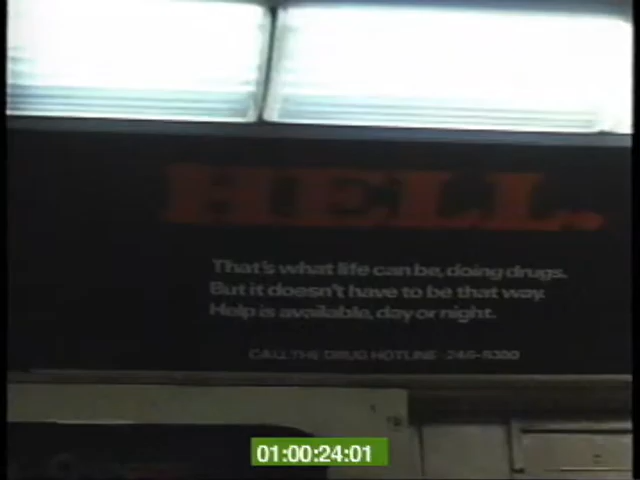 HELL.
That's what life can be, doing drugs.
But it doesn't have to be that way.
Help is available, day or night.
CALL THE DRUG HOTLINE
01:00:24:01